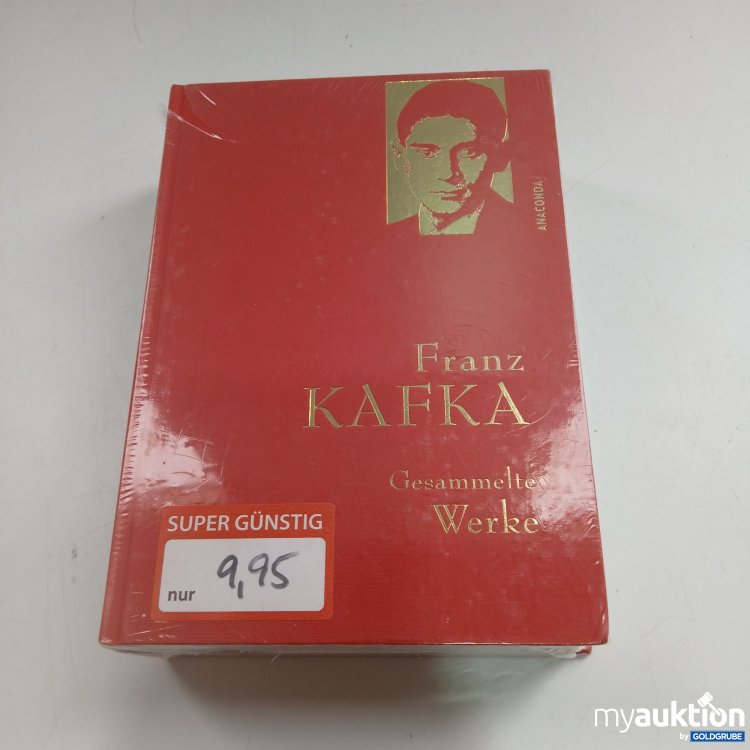 ANACONDA
Franz
KAFKA
Gesammelte
Werke
SUPER GÜNSTIG
nur 9,95
myauktion
by GOLDGRUBE